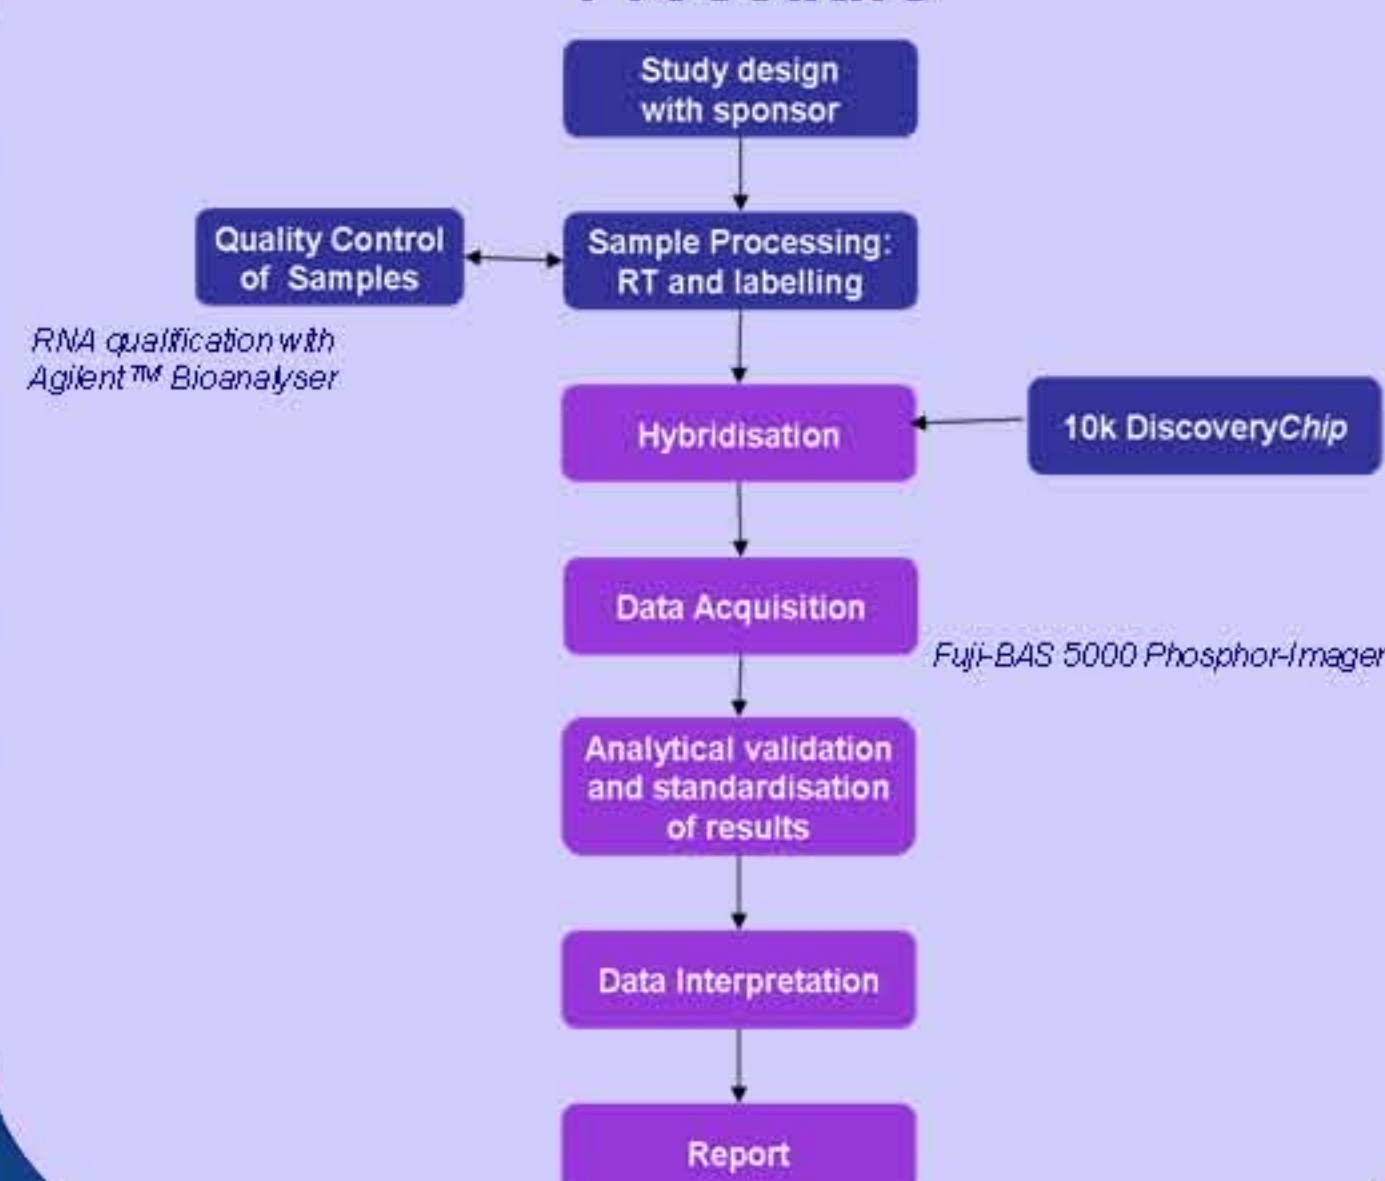 Study design
with sponsor
Quality Control
of Samples
Sample Processing:
RT and labelling
RNA qualification with
Agilent™ Bioanalyser
Hybridisation
10k DiscoveryChip
Data Acquisition
Fuji-BAS 5000 Phosphor-Imager
Analytical validation
and standardisation
of results
Data Interpretation
Report